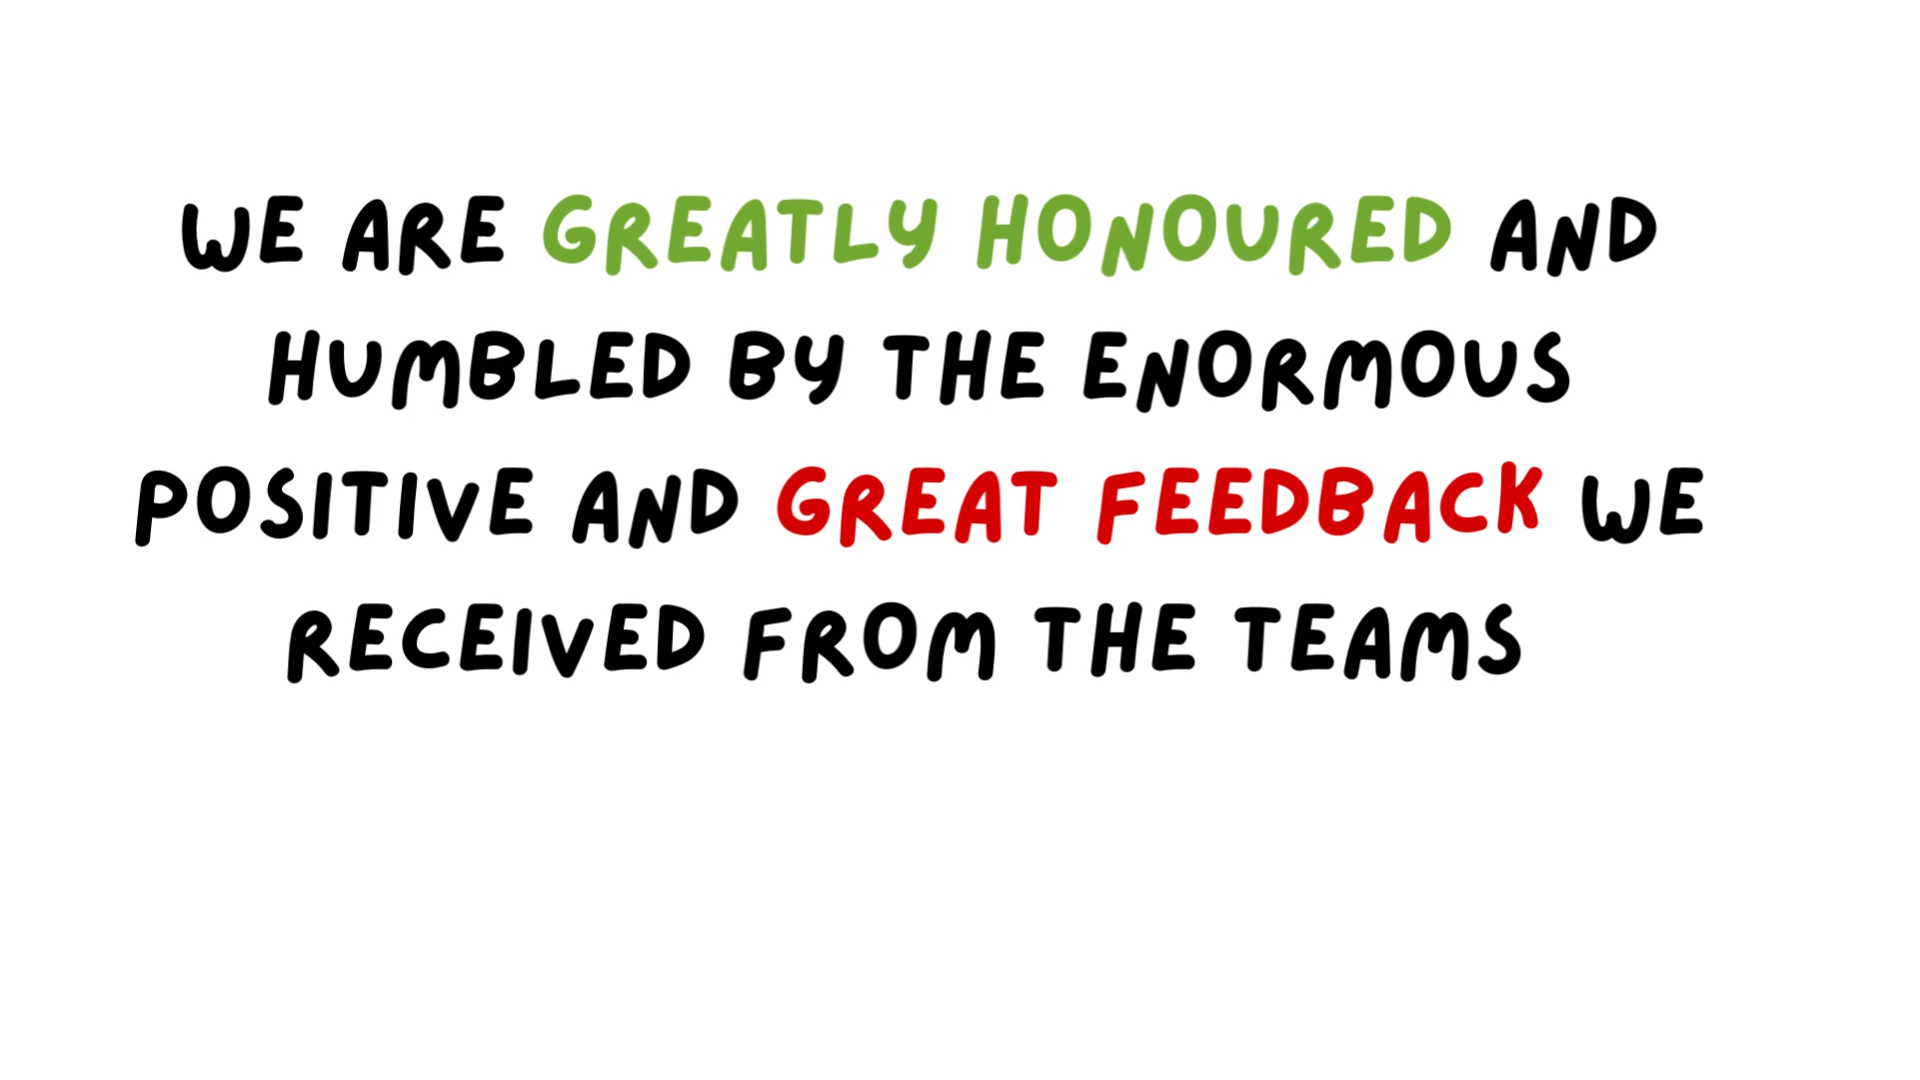 WE ARE GREATLY HONOURED AND
HUMBLED BY THE ENORMOUS
POSITIVE AND GREAT FEEDBACK WE
RECEIVED FROM THE TEAMS